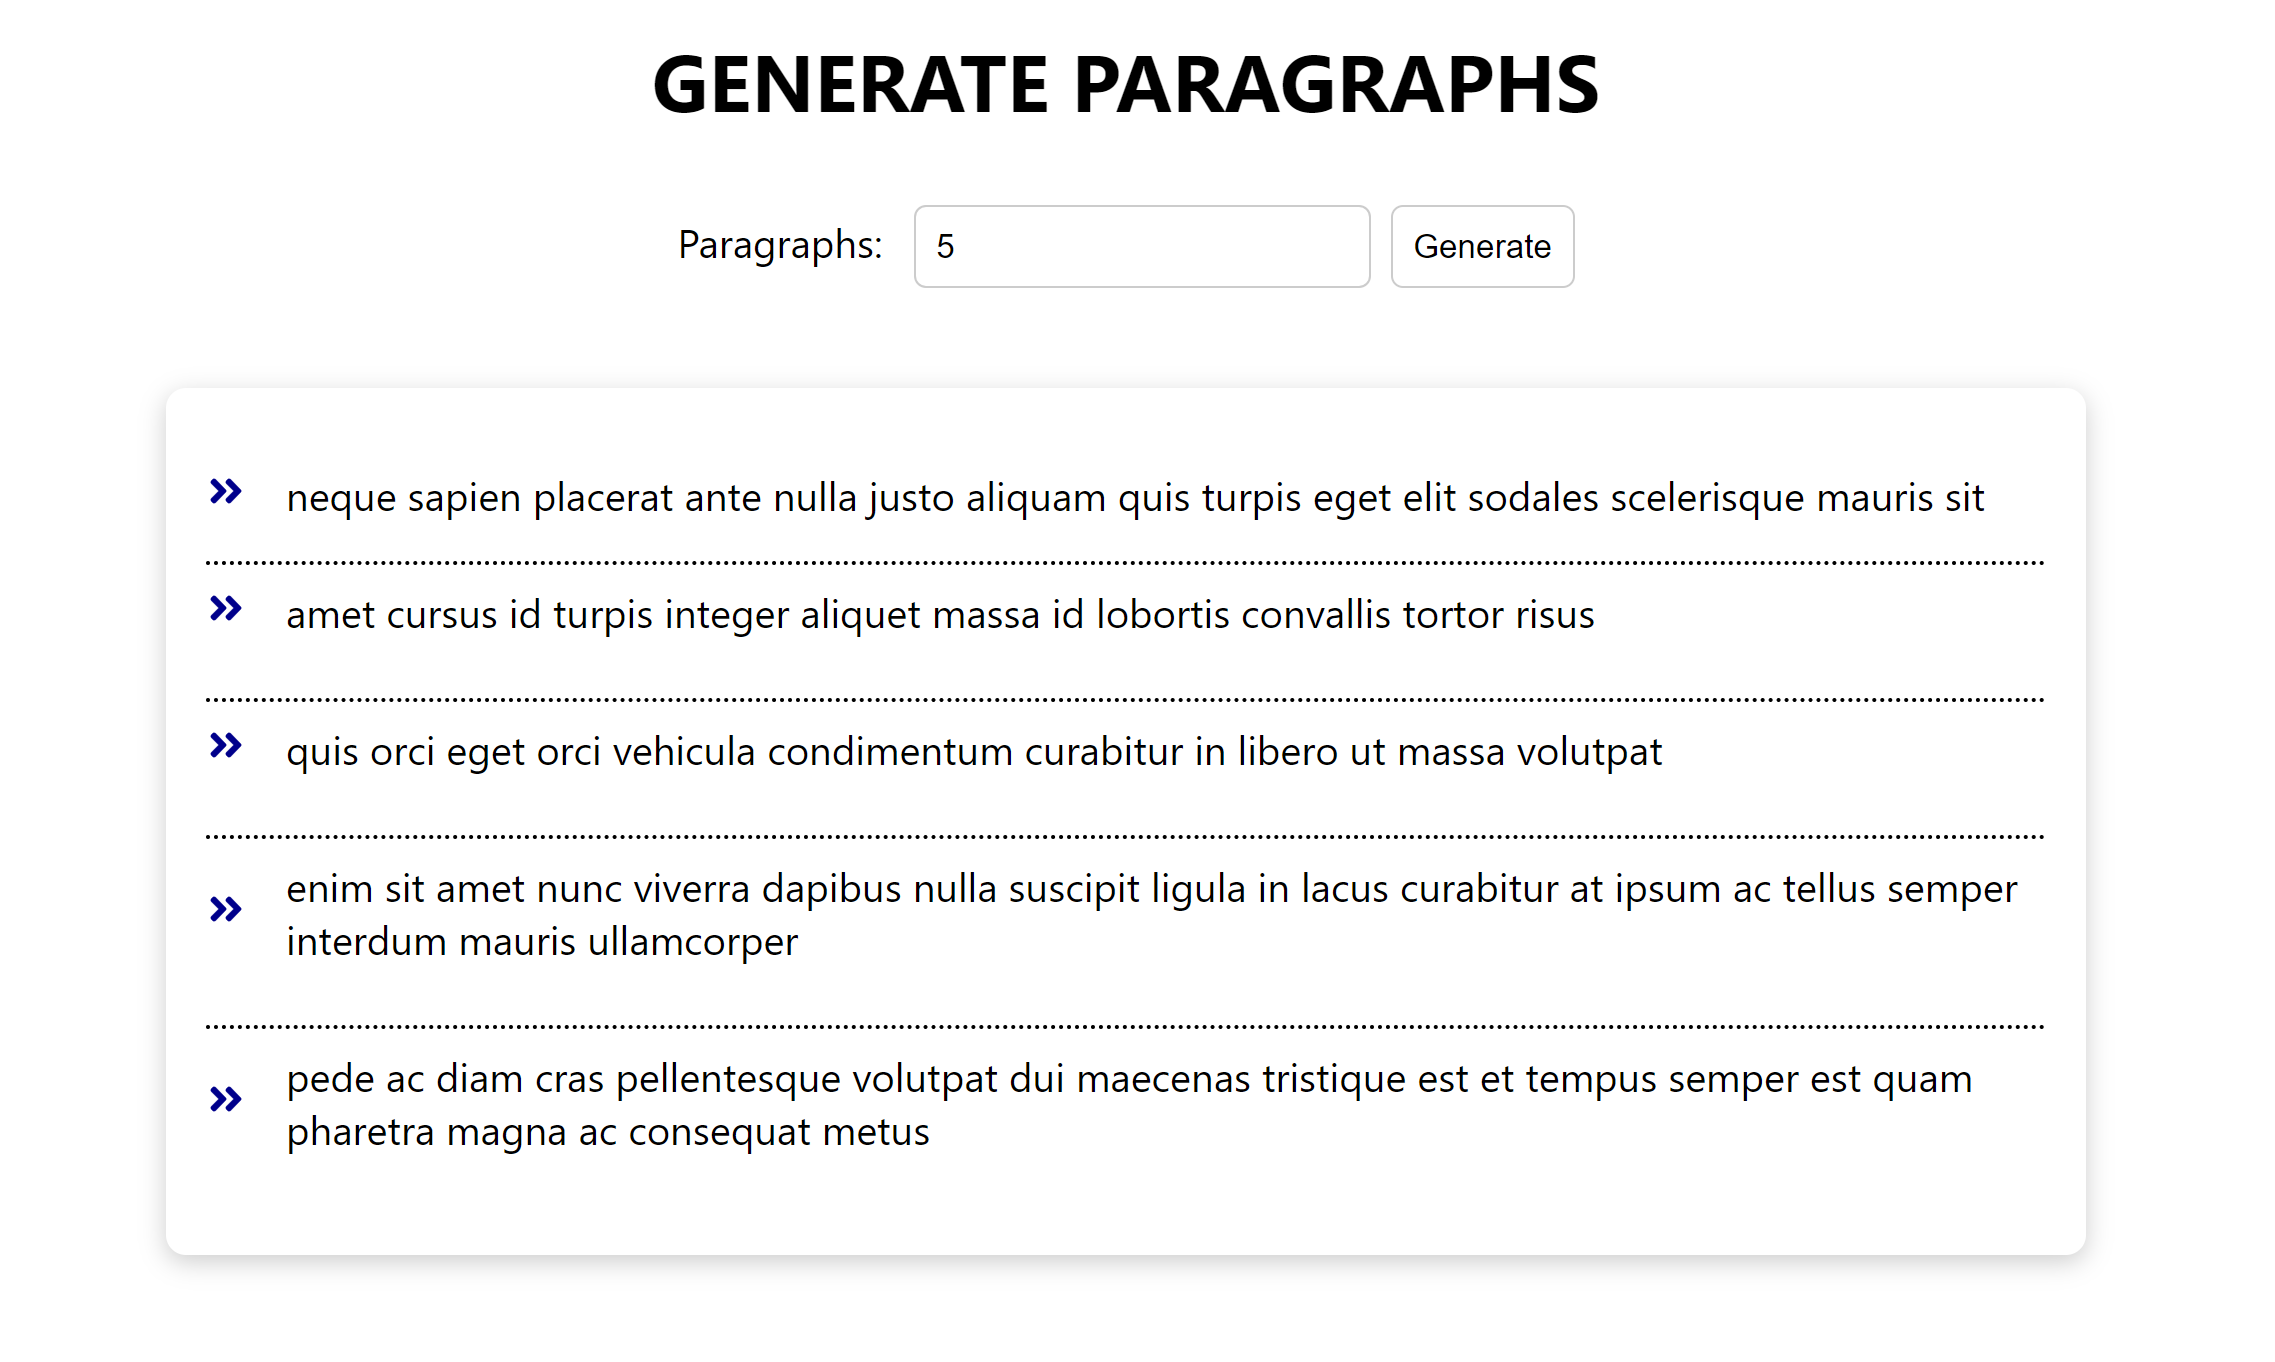 GENERATE PARAGRAPHS
Paragraphs: 5 Generate
neque sapien placerat ante nulla justo aliquam quis turpis eget elit sodales scelerisque mauris sit
amet cursus id turpis integer aliquet massa id lobortis convallis tortor risus
quis orci eget orci vehicula condimentum curabitur in libero ut massa volutpat
enim sit amet nunc viverra dapibus nulla suscipit ligula in lacus curabitur at ipsum ac tellus semper
interdum mauris ullamcorper
pede ac diam cras pellentesque volutpat dui maecenas tristique est et tempus semper est quam
pharetra magna ac consequat metus